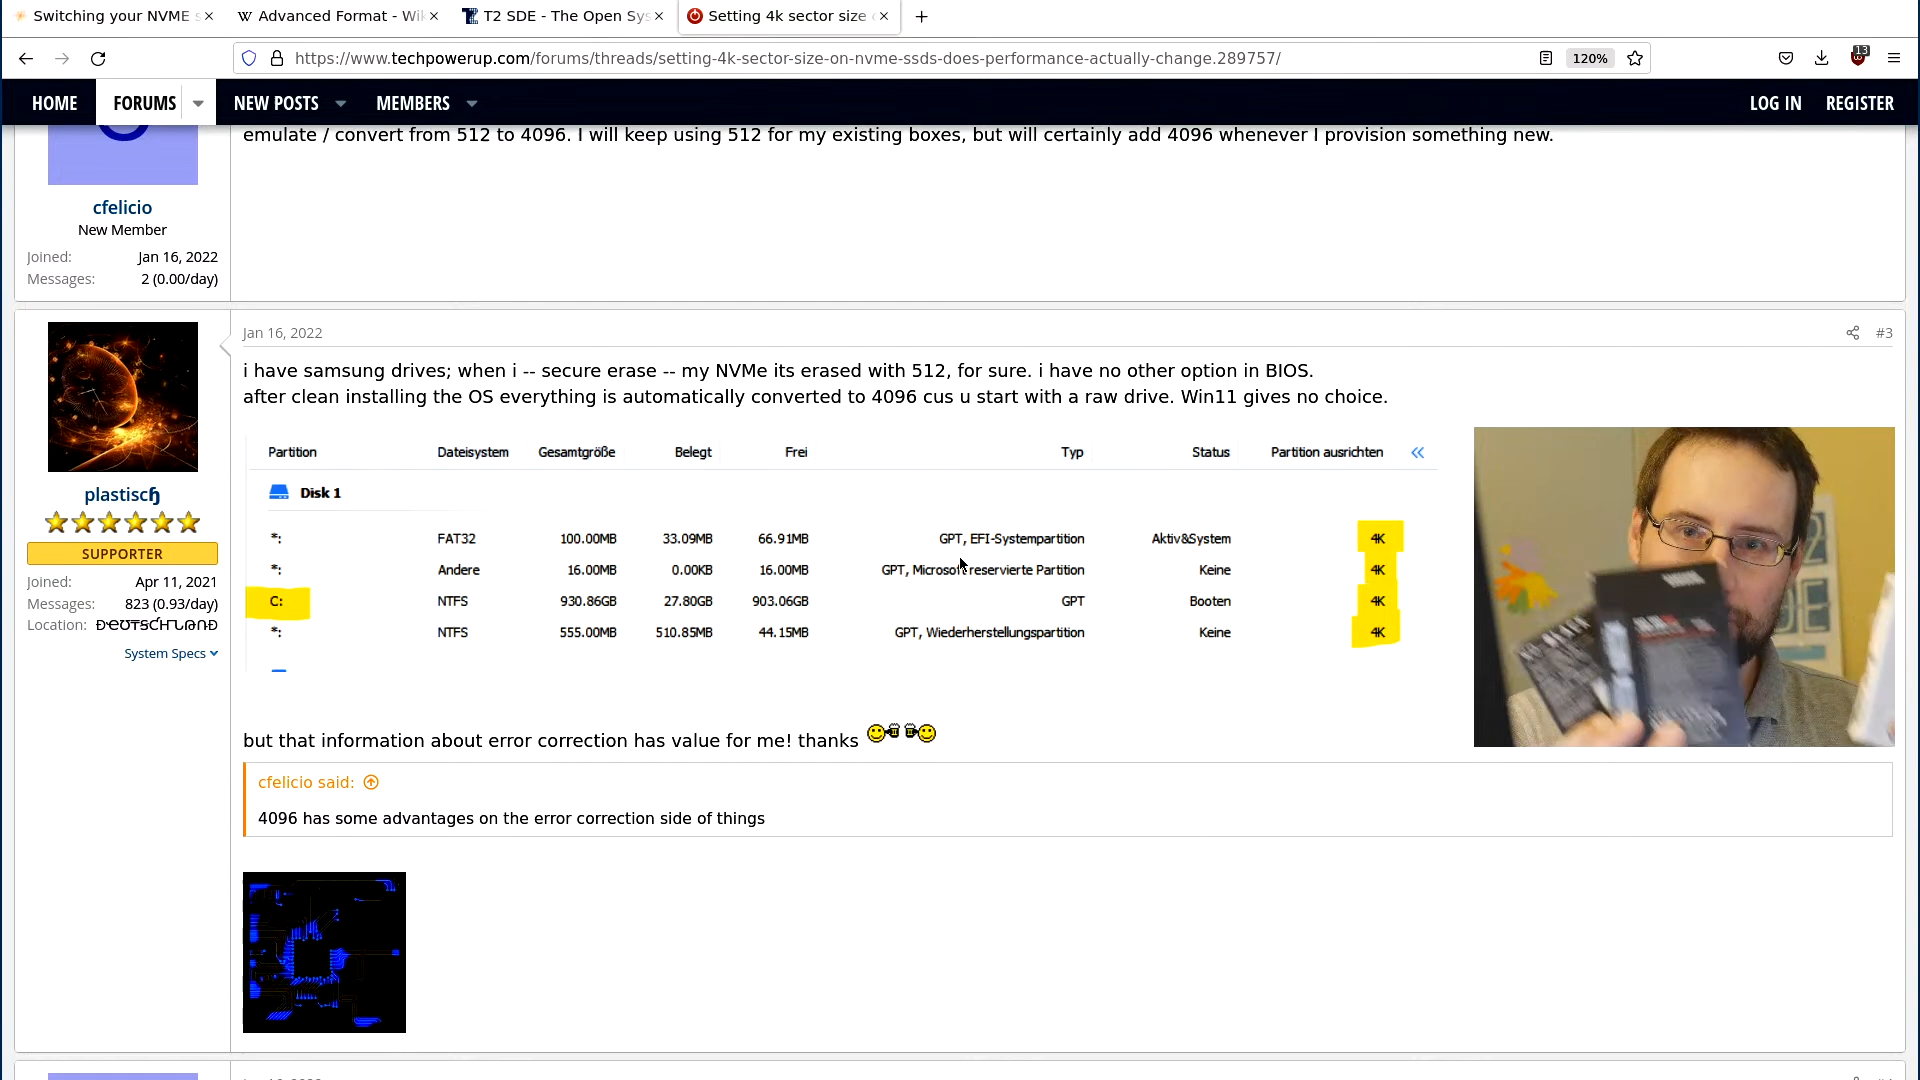 Switching your NVME s
Advanced Format - Wik
T2 SDE - The Open Sys
Setting 4k sector size o
https://www.techpowerup.com/forums/threads/setting-4k-sector-size-on-nvme-ssds-does-performance-actually-change.289757/
120%
13
HOME FORUMS NEW POSTS MEMBERS LOG IN REGISTER
emulate / convert from 512 to 4096. I will keep using 512 for my existing boxes, but will certainly add 4096 whenever I provision something new.
cfelicio
New Member
Joined: Jan 16, 2022
Messages: 2 (0.00/day)
Jan 16, 2022 #3
i have samsung drives; when i -- secure erase -- my NVMe its erased with 512, for sure. i have no other option in BIOS.
after clean installing the OS everything is automatically converted to 4096 cus u start with a raw drive. Win11 gives no choice.
plastiscɧ
SUPPORTER
Joined: Apr 11, 2021
Messages: 823 (0.93/day)
Location:
System Specs
Partition Dateisystem Gesamtgröße Belegt Frei Typ Status Partition ausrichten
Disk 1
*: FAT32 100.00MB 33.09MB 66.91MB GPT, EFI-Systempartition Aktiv&System 4K
*: Andere 16.00MB 0.00KB 16.00MB GPT, Microsoft reservierte Partition Keine 4K
C: NTFS 930.86GB 27.80GB 903.06GB GPT Booten 4K
*: NTFS 555.00MB 510.85MB 44.15MB GPT, Wiederherstellungspartition Keine 4K
but that information about error correction has value for me! thanks
cfelicio said:
4096 has some advantages on the error correction side of things